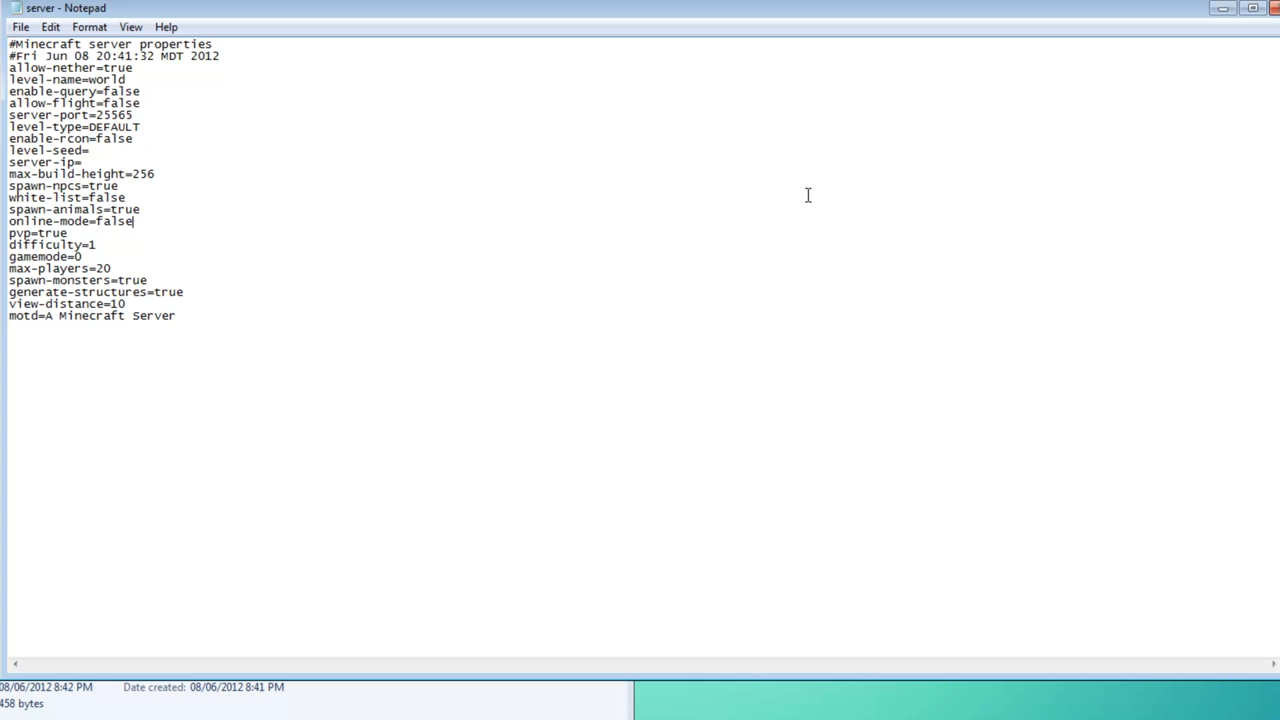 server - Notepad
File Edit Format View Help
#Minecraft server properties
#Fri Jun 08 20:41:32 MDT 2012
allow-nether=true
level-name=world
enable-query=false
allow-flight=false
server-port=25565
level-type=DEFAULT
enable-rcon=false
level-seed=
server-ip=
max-build-height=256
spawn-npcs=true
white-list=false
spawn-animals=true
online-mode=false
pvp=true
difficulty=1
gamemode=0
max-players=20
spawn-monsters=true
generate-structures=true
view-distance=10
motd=A Minecraft Server
08/06/2012 8:42 PM Date created: 08/06/2012 8:41 PM
458 bytes